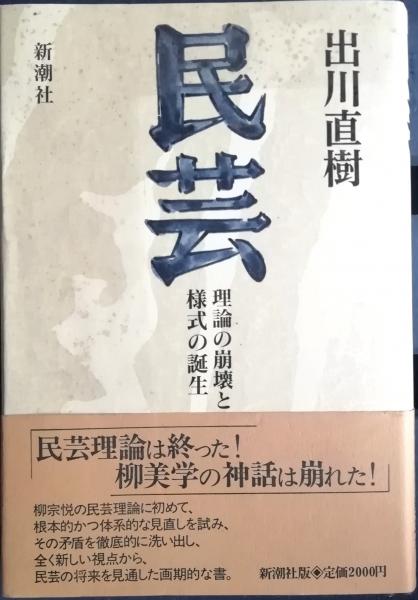 出川直樹
民芸
理論の崩壊と
様式の誕生
新潮社
「民芸理論は終った!
柳美学の神話は崩れた!」
柳宗悦の民芸理論に初めて、
根本的かつ体系的な見直しを試み、
その矛盾を徹底的に洗い出し、
全く新しい視点から、
民芸の将来を見通した画期的な書。
新潮社版◈定価2000円